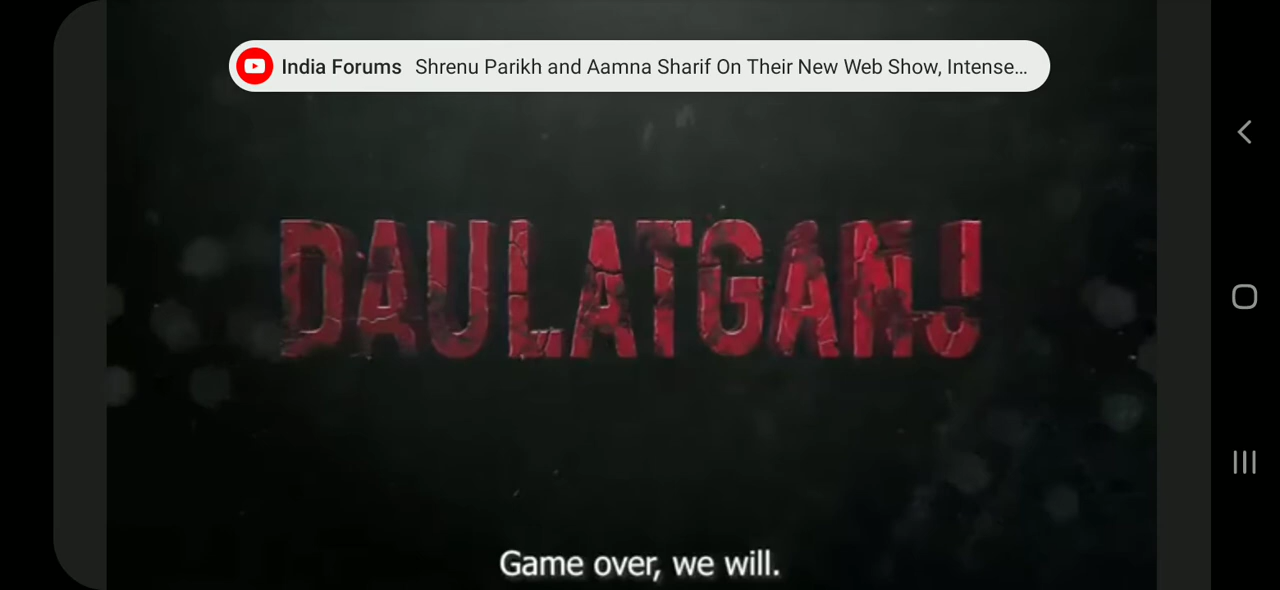 India Forums Shrenu Parikh and Aamna Sharif On Their New Web Show, Intense...
DAULATGANJ
Game over, we will.